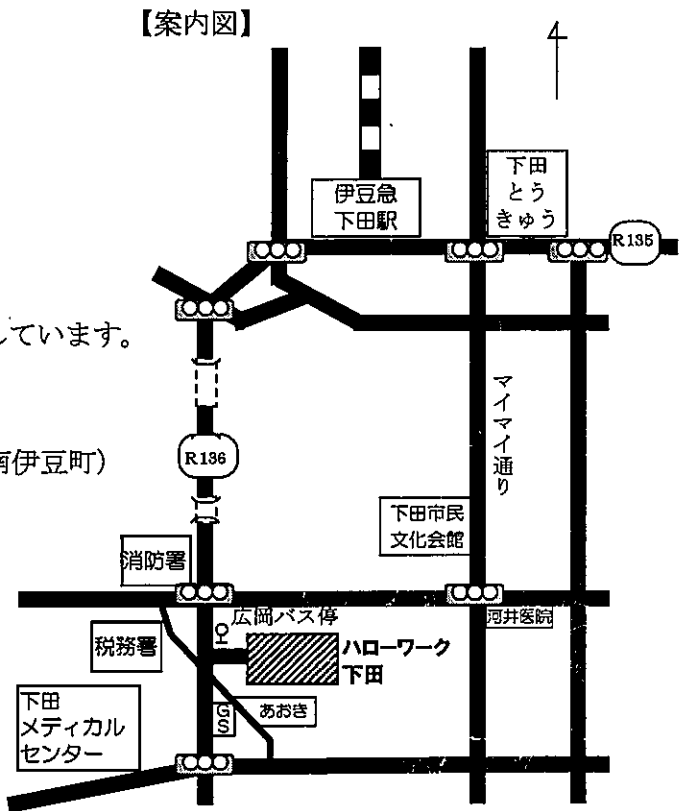 【案内図】
下田
とう
きゅう
伊豆急
下田駅
R135
しています。
マイマイ通り
南伊豆町）
R136
下田市民
文化会館
消防署
広岡バス停
河井医院
税務署
ハローワーク
下田
下田
メディカル
センター
GS
あおき